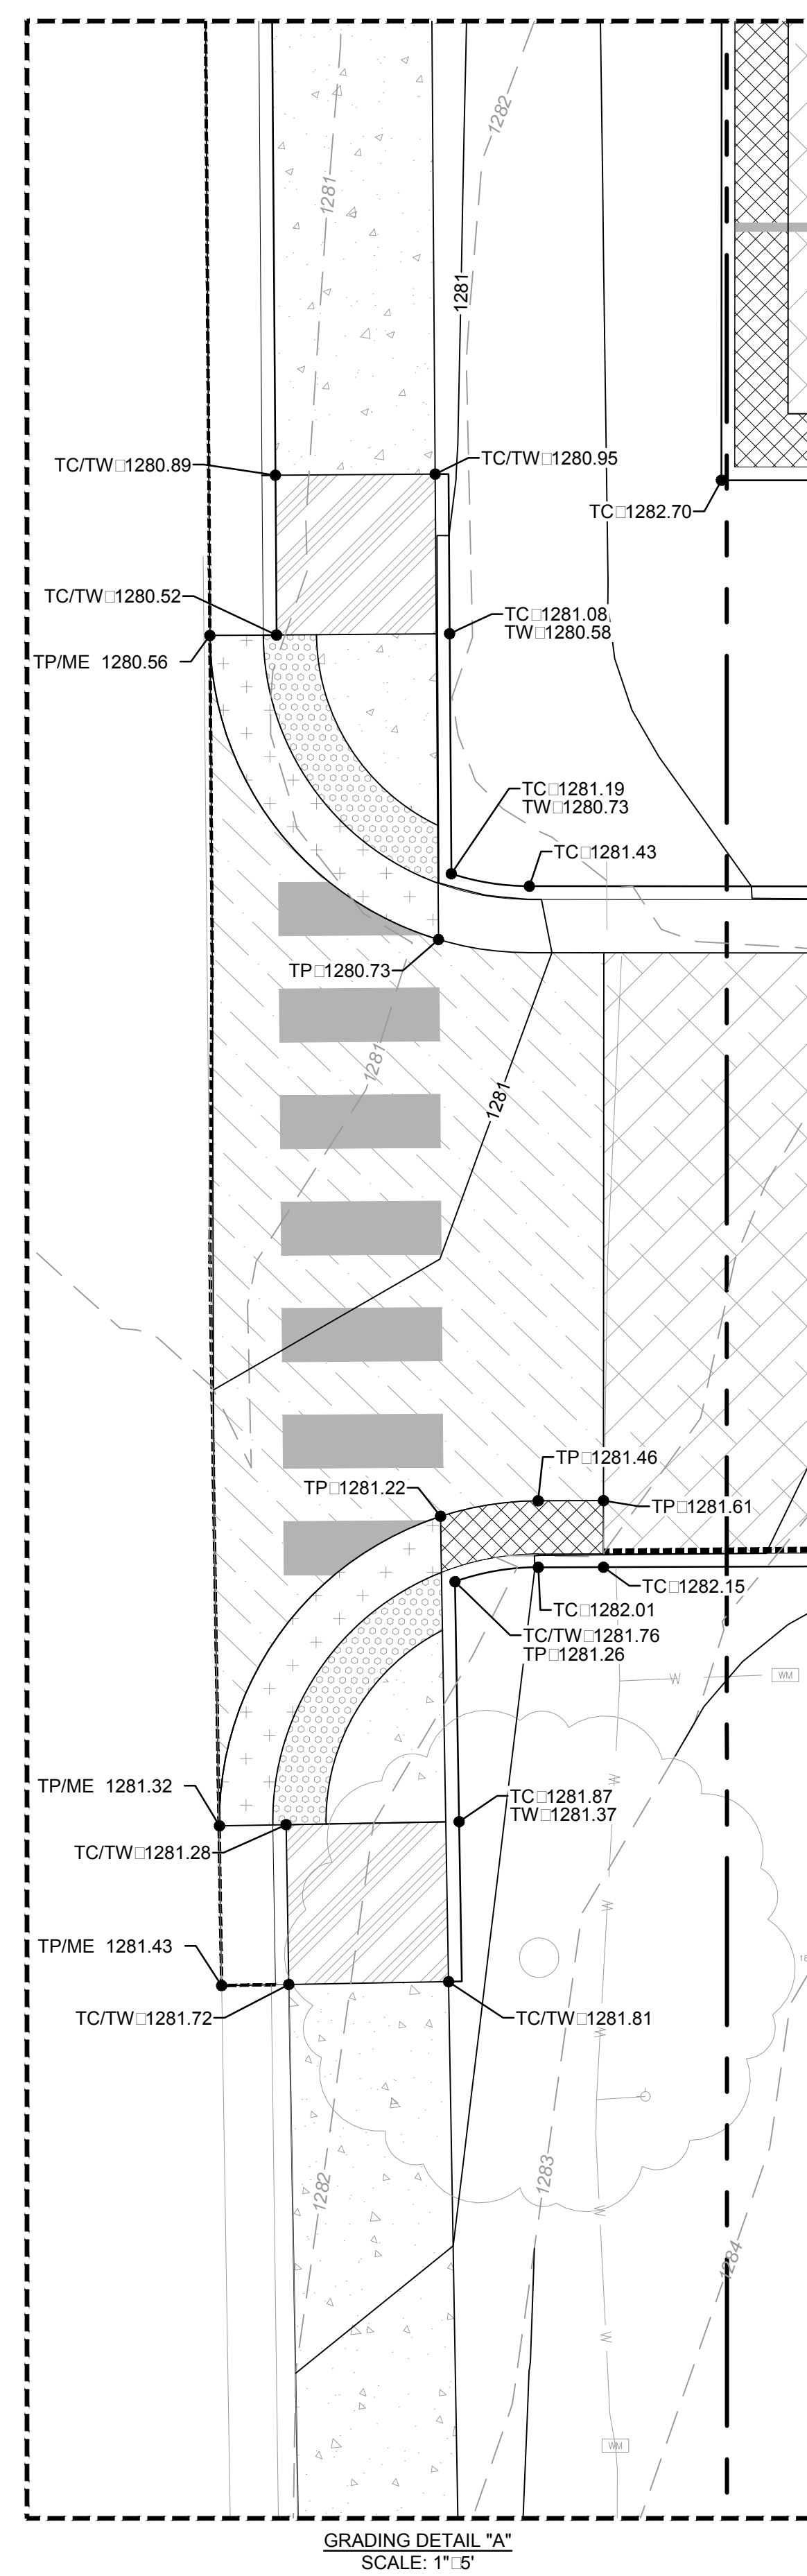 1282
1281
1281
TC/TW□1280.89
TC/TW□1280.95
TC□1282.70
TC/TW□1280.52
TC□1281.08
TW□1280.58
TP/ME 1280.56
TC□1281.19
TW□1280.73
TC□1281.43
TP□1280.73
1281
1281
TP□1281.46
TP□1281.22
TP□1281.61
TC□1282.15
TC□1282.01
TC/TW□1281.76
TP□1281.26
W
WM
TP/ME 1281.32
W
TC□1281.87
TW□1281.37
TC/TW□1281.28
W
TP/ME 1281.43
18
TC/TW□1281.72
TC/TW□1281.81
W
1282
1283
W
1284
W
WM
GRADING DETAIL "A"
SCALE: 1"□5'